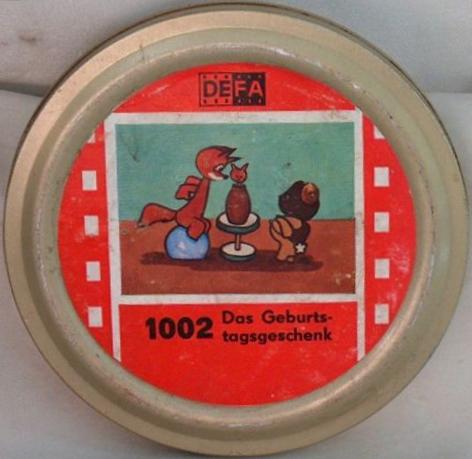 DEFA
1002 Das Geburts-
tagsgeschenk